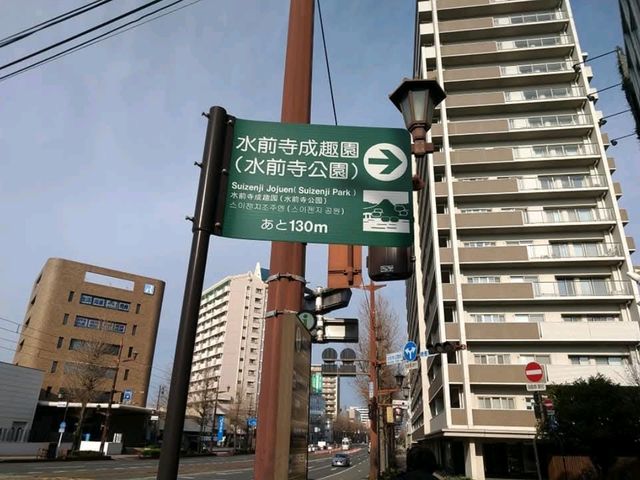 水前寺成趣園
(水前寺公園)
Suizenji Jojuen( Suizenji Park)
水前寺成趣園(水前寺公園)
스이젠지조주엔(스이젠지 공원)
あと130m